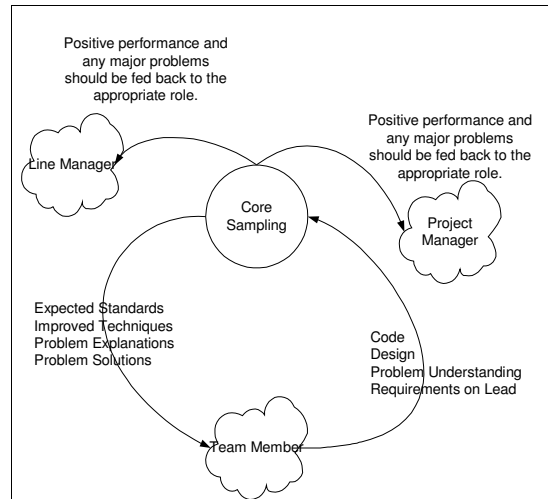 Positive performance and
any major problems
should be fed back to the
appropriate role.
Positive performance and
any major problems
should be fed back to the
appropriate role.
Line Manager
Core
Sampling
Project
Manager
Expected Standards
Improved Techniques
Problem Explanations
Problem Solutions
Code
Design
Problem Understanding
Requirements on Lead
Team Member